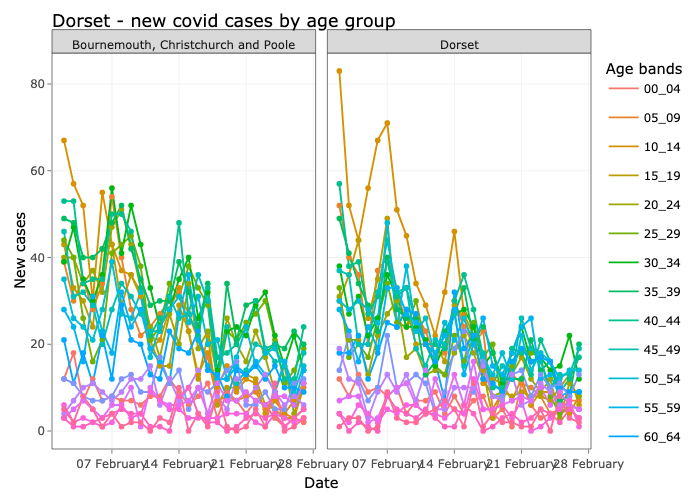 Dorset - new covid cases by age group
Bournemouth, Christchurch and Poole
Dorset
Age bands
00_04
05_09
10_14
15_19
20_24
25_29
30_34
35_39
40_44
45_49
50_54
55_59
60_64
New cases
80
60
40
20
0
07 February
14 February
21 February
28 February
07 February
14 February
21 February
28 February
Date